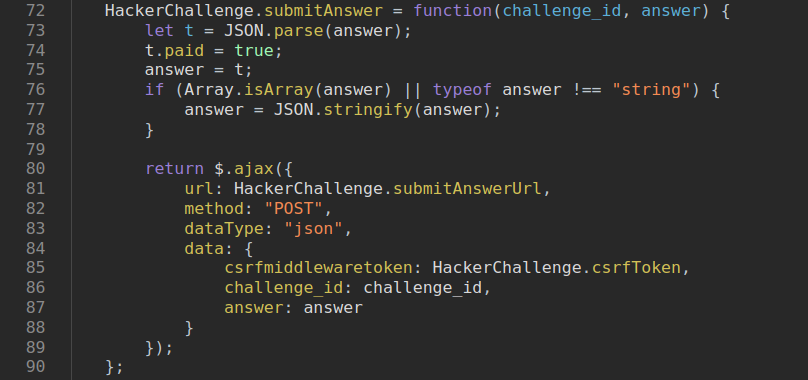 72 HackerChallenge.submitAnswer = function(challenge_id, answer) {
73 let t = JSON.parse(answer);
74 t.paid = true;
75 answer = t;
76 if (Array.isArray(answer) || typeof answer !== "string") {
77 answer = JSON.stringify(answer);
78 }
79
80 return $.ajax({
81 url: HackerChallenge.submitAnswerUrl,
82 method: "POST",
83 dataType: "json",
84 data: {
85 csrfmiddlewaretoken: HackerChallenge.csrfToken,
86 challenge_id: challenge_id,
87 answer: answer
88 }
89 });
90 };